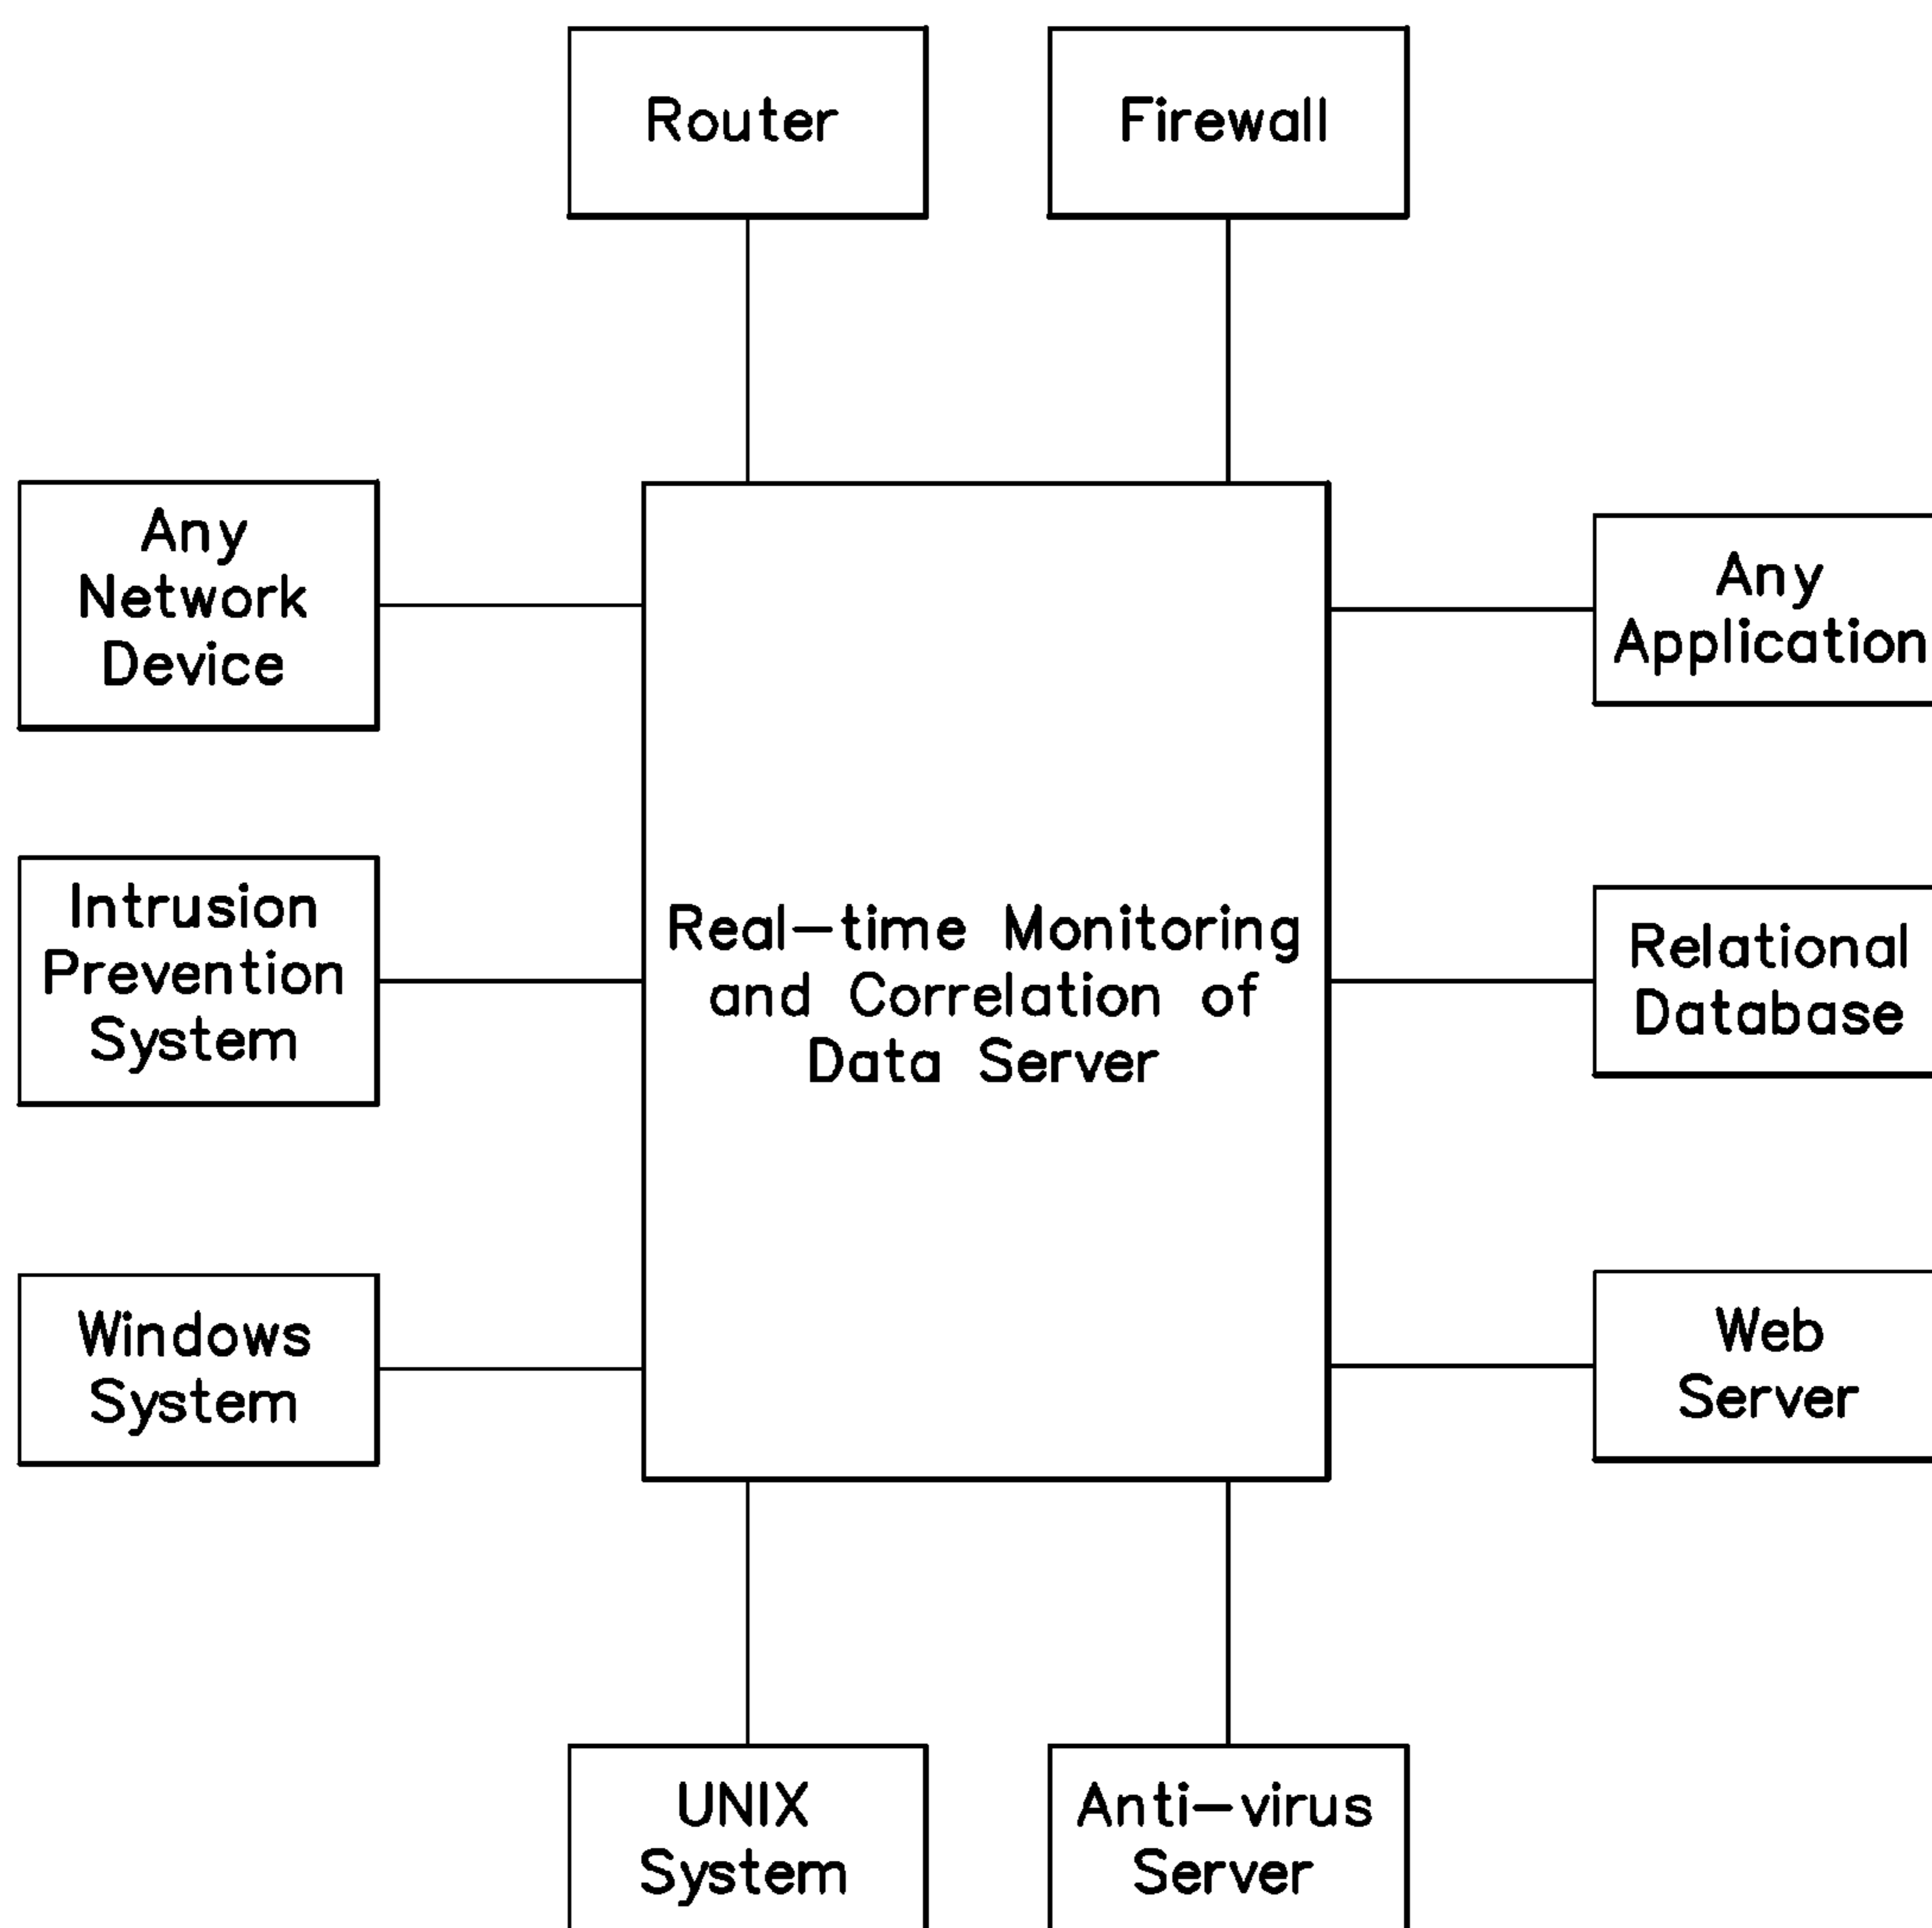 Router
Firewall
Any
Network
Device
Any
Application
Intrusion
Prevention
System
Real-time Monitoring
and Correlation of
Data Server
Relational
Database
Windows
System
Web
Server
UNIX
System
Anti-virus
Server